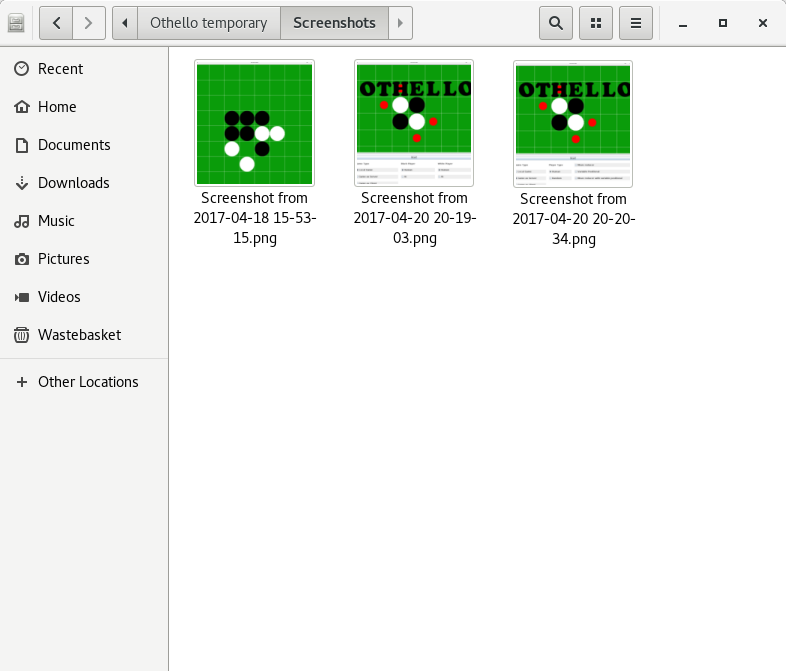 Othello temporary
Screenshots
Recent
Home
Documents
Downloads
Music
Pictures
Videos
Wastebasket
Other Locations
OTHELLO
OTHELLO
Screenshot from
2017-04-18 15-53-
15.png
Screenshot from
2017-04-20 20-19-
03.png
Screenshot from
2017-04-20 20-20-
34.png